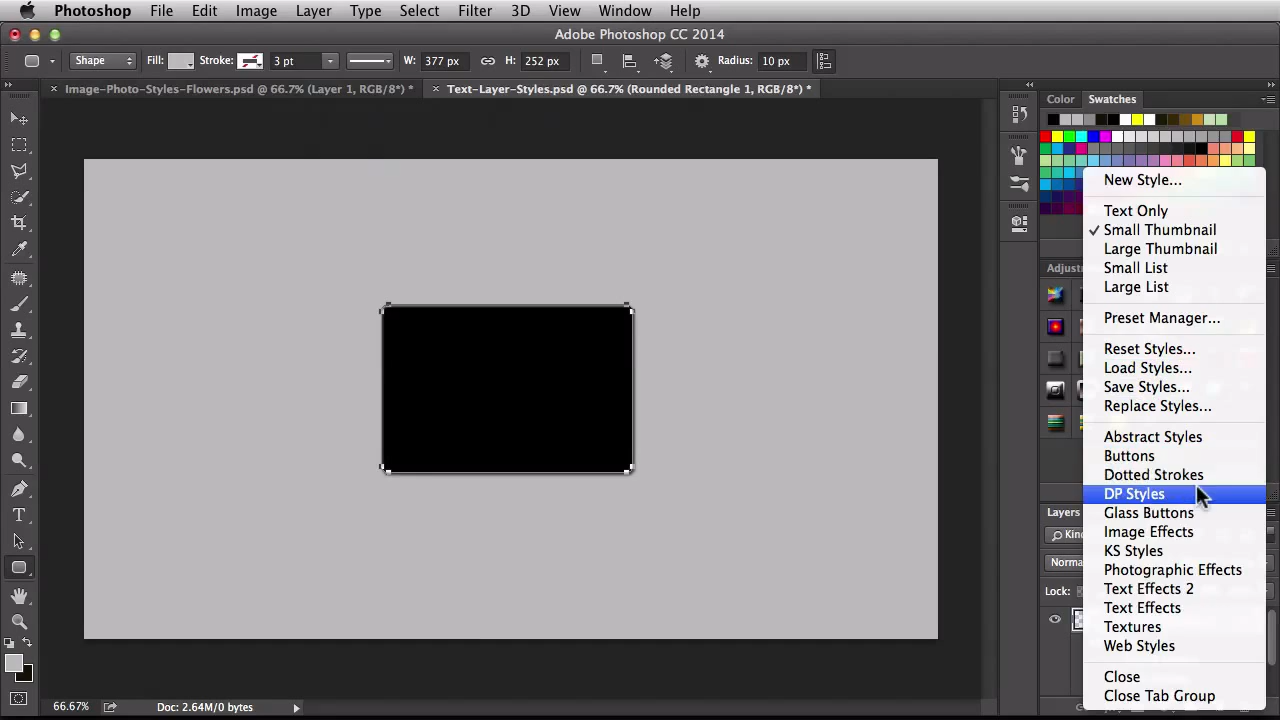 Photoshop File Edit Image Layer Type Select Filter 3D View Window Help
Adobe Photoshop CC 2014
Shape Fill: Stroke: 3 pt W: 377 px H: 252 px Radius: 10 px
Image-Photo-Styles-Flowers.psd @ 66.7% (Layer 1, RGB/8*) *
Text-Layer-Styles.psd @ 66.7% (Rounded Rectangle 1, RGB/8*) *
Color Swatches
New Style...
Text Only
Small Thumbnail
Large Thumbnail
Small List
Large List
Preset Manager...
Reset Styles...
Load Styles...
Save Styles...
Replace Styles...
Abstract Styles
Buttons
Dotted Strokes
DP Styles
Glass Buttons
Image Effects
KS Styles
Photographic Effects
Text Effects 2
Text Effects
Textures
Web Styles
Close
Close Tab Group
Layers
Lock:
66.67% Doc: 2.64M/0 bytes